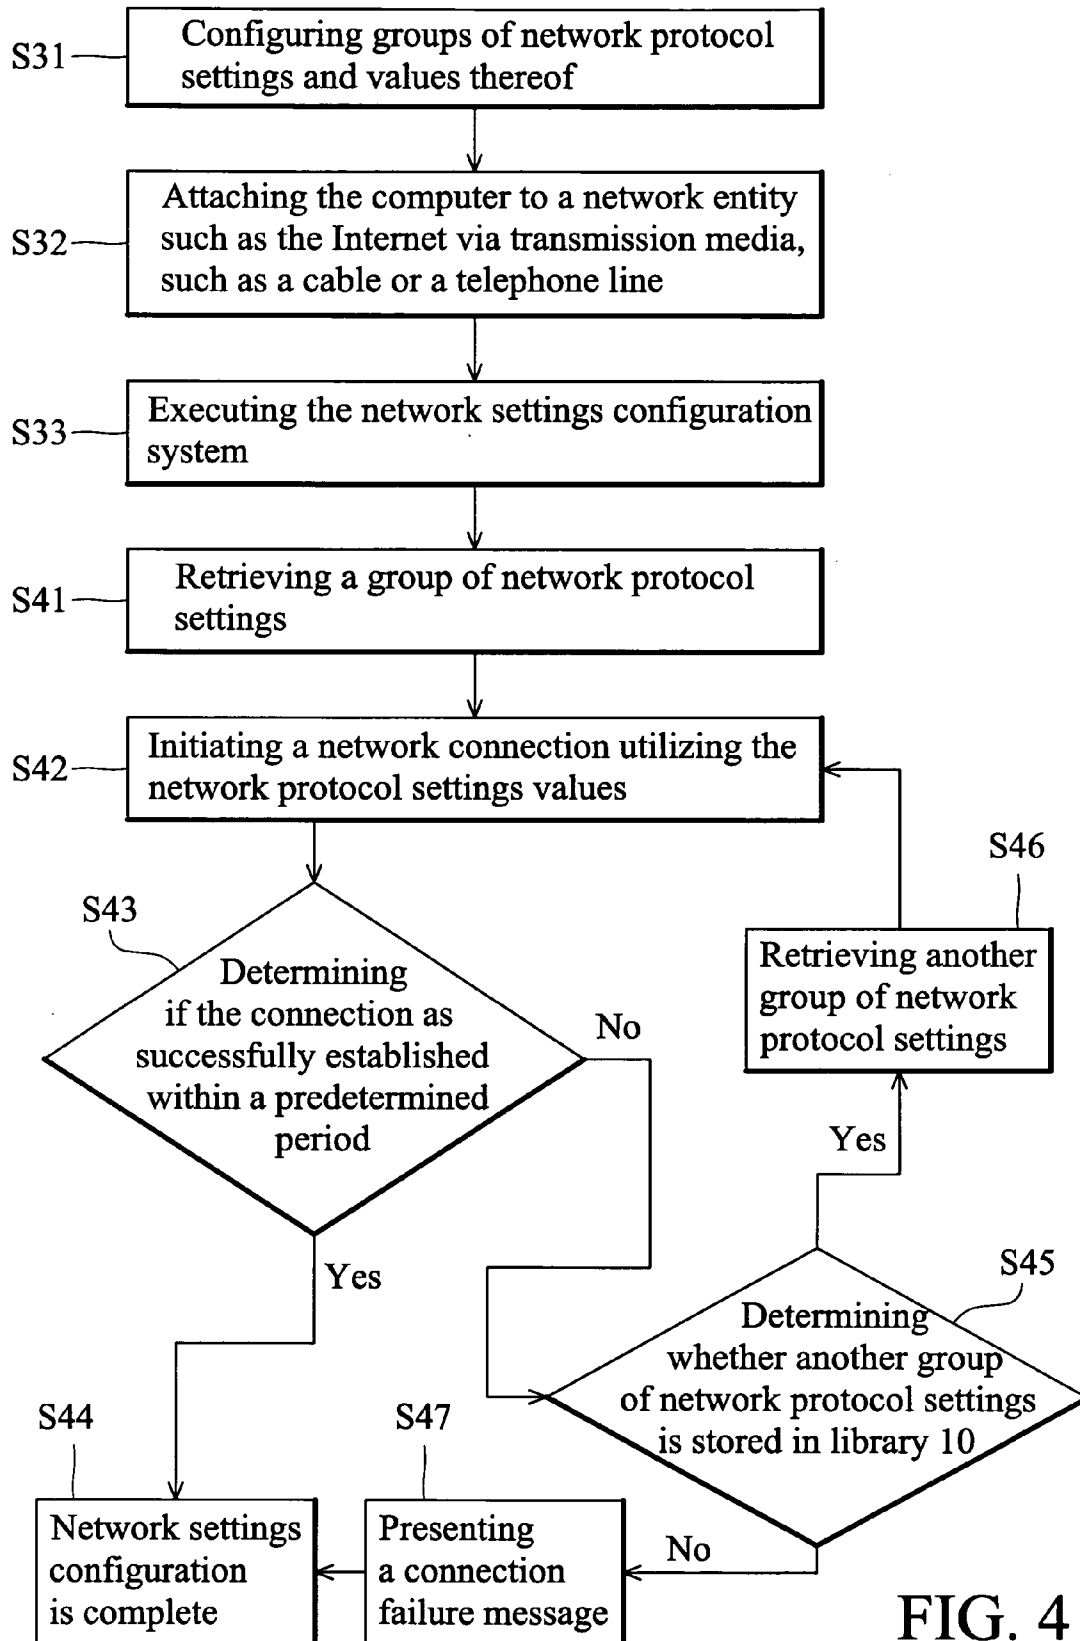 S31
Configuring groups of network protocol
settings and values thereof
S32
Attaching the computer to a network entity
such as the Internet via transmission media,
such as a cable or a telephone line
S33
Executing the network settings configuration
system
S41
Retrieving a group of network protocol
settings
S42
Initiating a network connection utilizing the
network protocol settings values
S43
Determining
if the connection as
successfully established
within a predetermined
period
No
Yes
S46
Retrieving another
group of network
protocol settings
Yes
S45
Determining
whether another group
of network protocol settings
is stored in library 10
No
S47
Presenting
a connection
failure message
S44
Network settings
configuration
is complete
FIG. 4